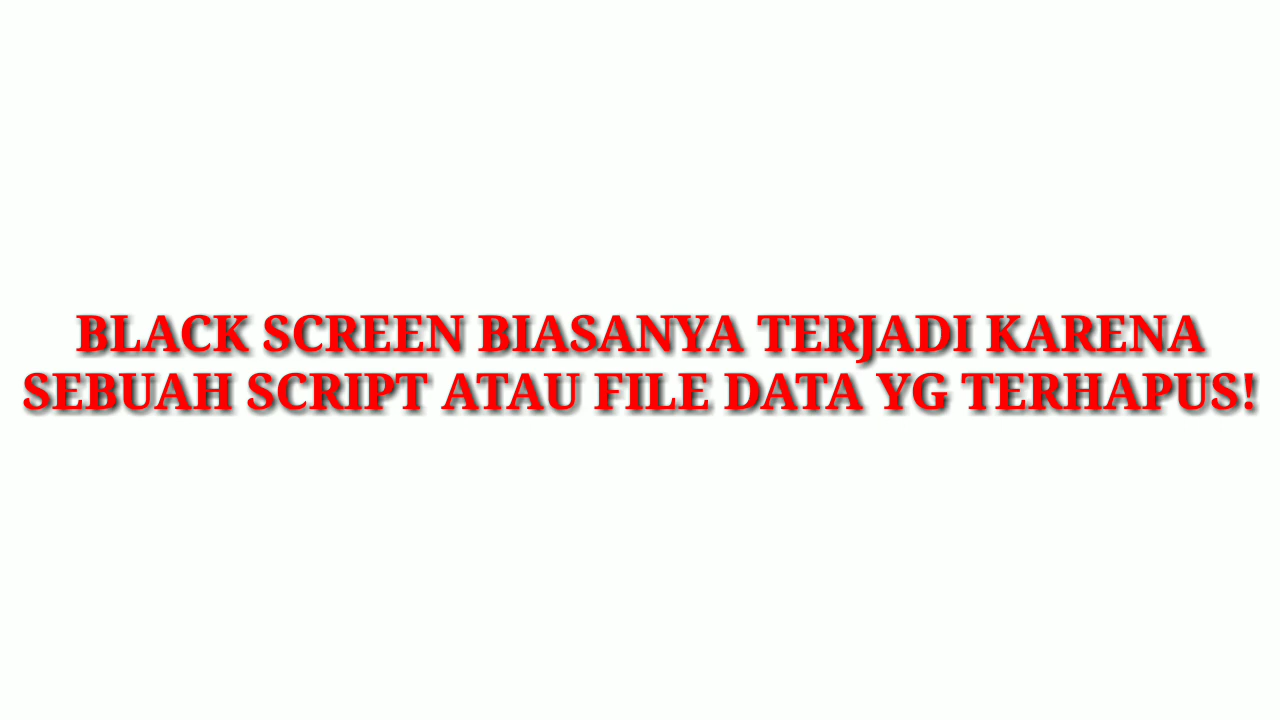 BLACK SCREEN BIASANYA TERJADI KARENA
SEBUAH SCRIPT ATAU FILE DATA YG TERHAPUS!